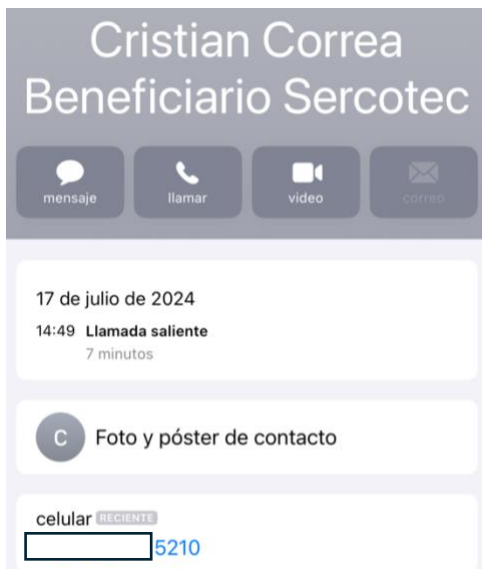 Cristian Correa
Beneficiario Sercotec
mensaje llamar video correo
17 de julio de 2024
14:49 Llamada saliente
7 minutos
C Foto y póster de contacto
celular RECIENTE
5210